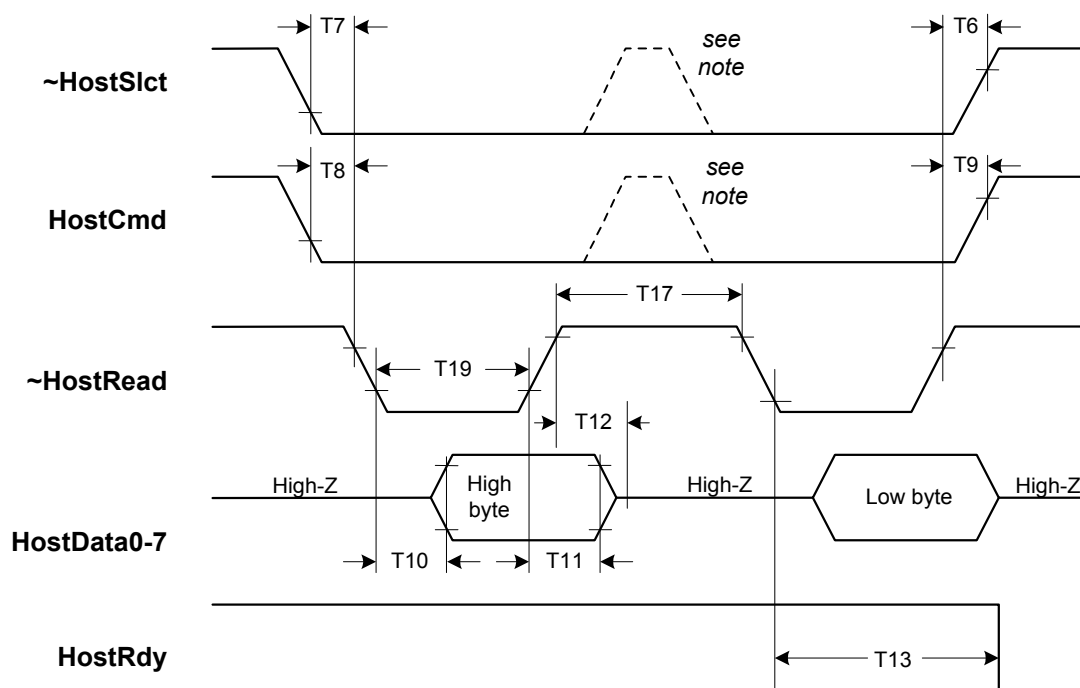 T7
T6
see
note
~HostSlct
T8
T9
see
note
HostCmd
T17
~HostRead
T19
T12
High-Z
High
byte
High-Z
Low byte
High-Z
HostData0-7
T10
T11
HostRdy
T13